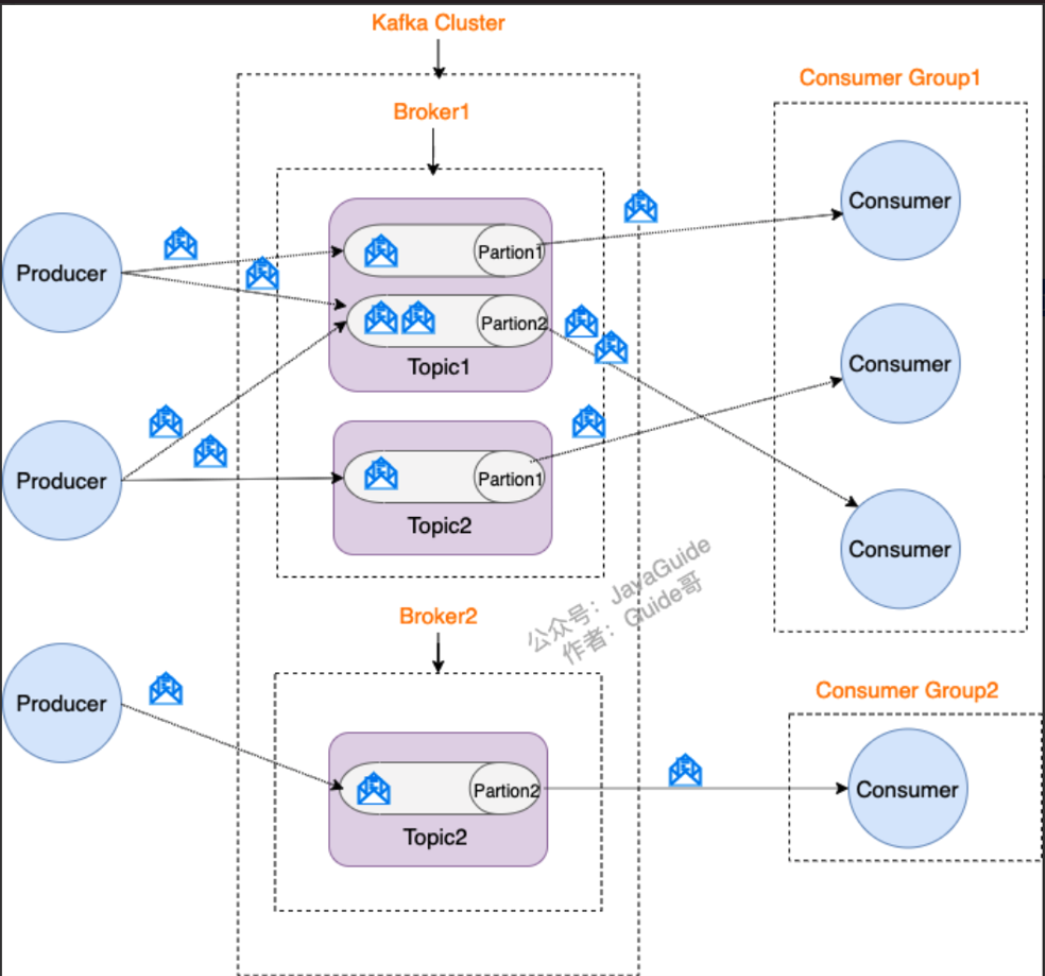 Kafka Cluster
Consumer Group1
Broker1
Consumer
Producer
Partion1
Partion2
Topic1
Consumer
Producer
Partion1
Topic2
Consumer
公众号：JavaGuide
作者：Guide哥
Broker2
Consumer Group2
Producer
Partion2
Consumer
Topic2